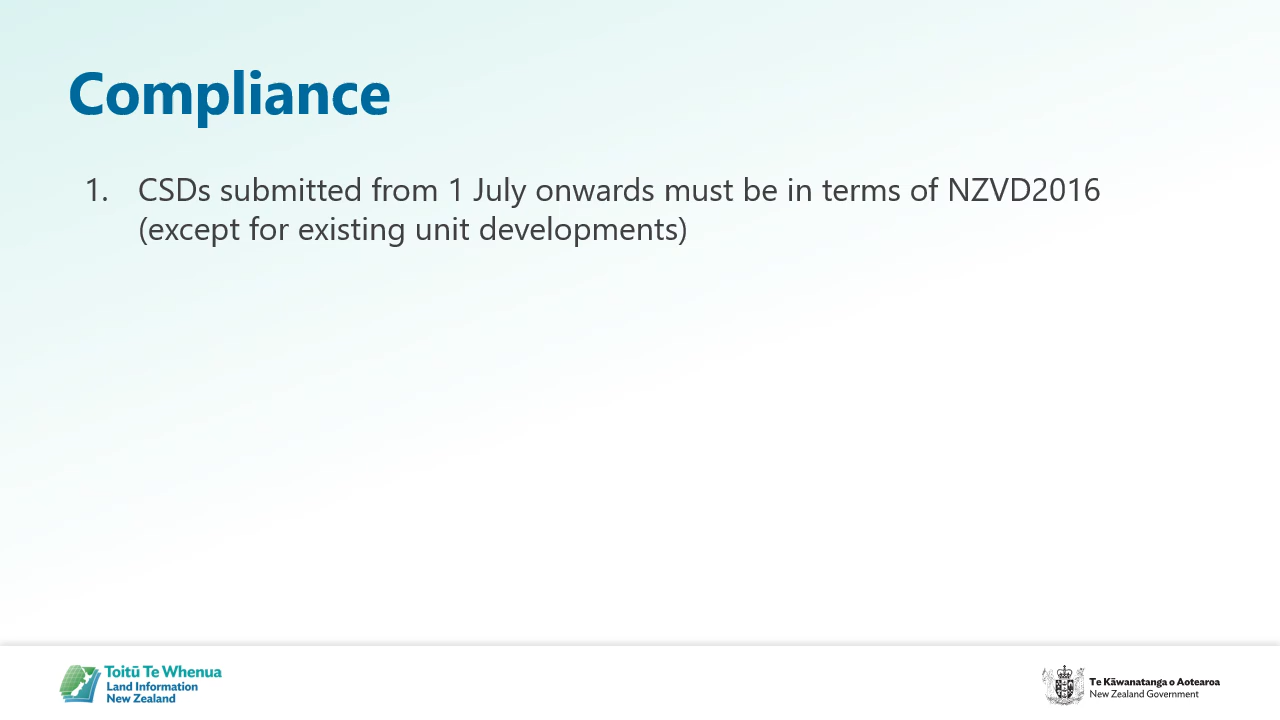 Compliance
1. CSDs submitted from 1 July onwards must be in terms of NZVD2016
(except for existing unit developments)
Toitū Te Whenua
Land Information
New Zealand
Te Kāwanatanga o Aotearoa
New Zealand Government